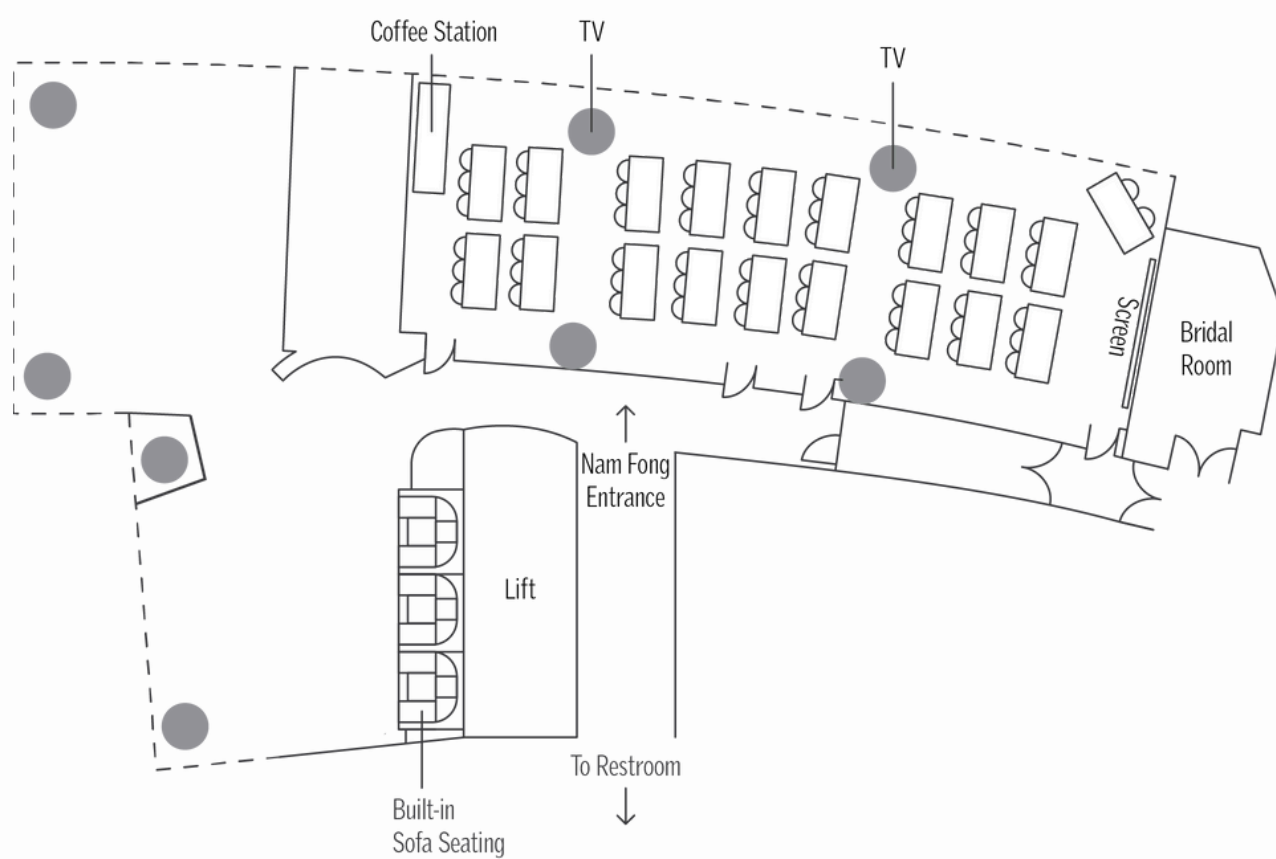 Coffee Station
TV
TV
Screen
Bridal
Room
Nam Fong
Entrance
Lift
To Restroom
Built-in
Sofa Seating